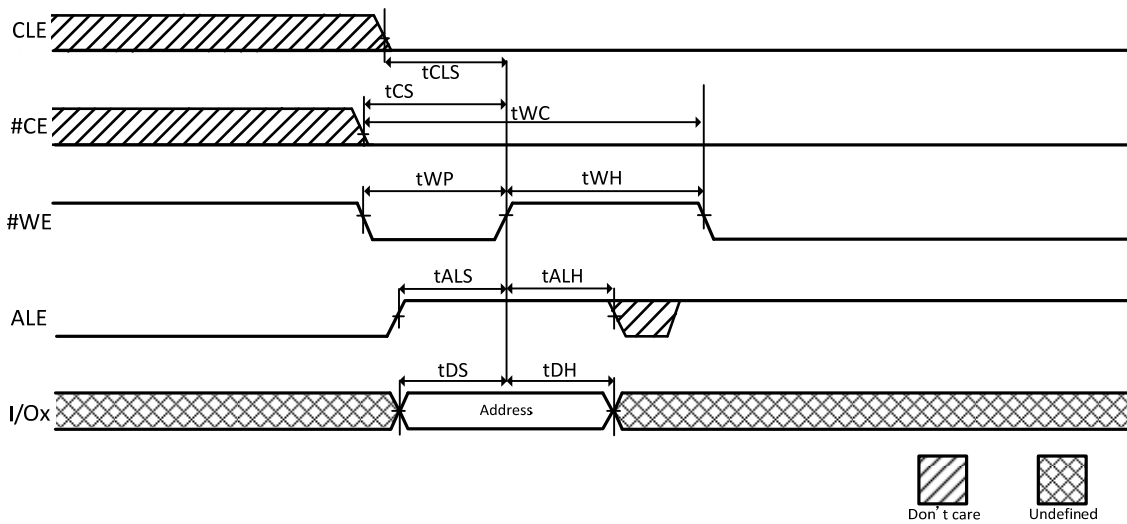 CLE
tCLS
tCS
#CE
tWC
tWP
tWH
#WE
tALS
tALH
ALE
tDS
tDH
I/Ox
Address
Don't care
Undefined